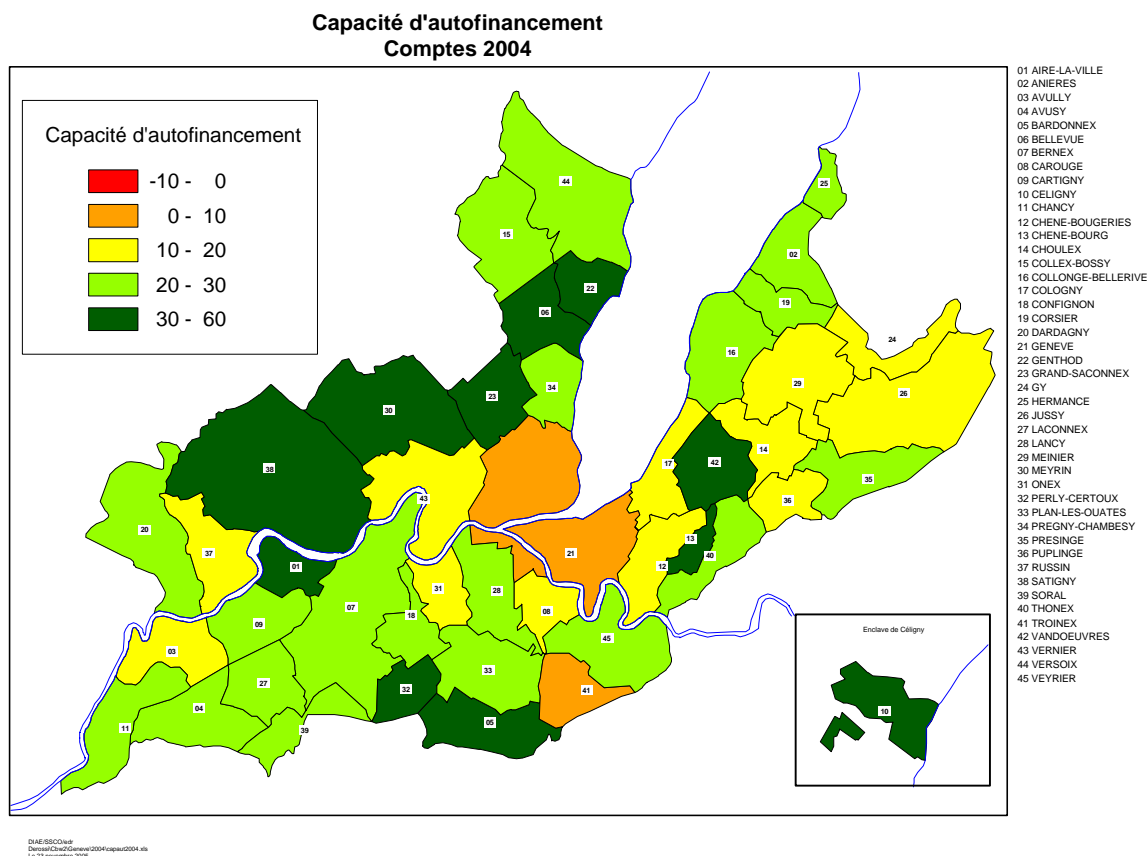 Capacité d'autofinancement
Comptes 2004
Capacité d'autofinancement
-10 - 0
0 - 10
10 - 20
20 - 30
30 - 60
01 AIRE-LA-VILLE
02 ANIERES
03 AVULLY
04 AVUSY
05 BARDONNEX
06 BELLEVUE
07 BERNEX
08 CAROUGE
09 CARTIGNY
10 CELIGNY
11 CHANCY
12 CHENE-BOUGERIES
13 CHENE-BOURG
14 CHOULEX
15 COLLEX-BOSSY
16 COLLONGE-BELLERIVE
17 COLOGNY
18 CONFIGNON
19 CORSIER
20 DARDAGNY
21 GENEVE
22 GENTHOD
23 GRAND-SACONNEX
24 GY
25 HERMANCE
26 JUSSY
27 LACONNEX
28 LANCY
29 MEINIER
30 MEYRIN
31 ONEX
32 PERLY-CERTOUX
33 PLAN-LES-OUATES
34 PREGNY-CHAMBESY
35 PRESINGE
36 PUPLINGE
37 RUSSIN
38 SATIGNY
39 SORAL
40 THONEX
41 TROINEX
42 VANDOEUVRES
43 VERNIER
44 VERSOIX
45 VEYRIER
44
25
15
02
22
19
06
24
16
34
29
23
26
30
14
42
17
38
35
43
36
20
13
37
21
40
01
12
31
28
07
08
18
09
45
03
33
27
32
41
04
05
11
39
Enclave de Céligny
10
DIAE/SSCO/edr